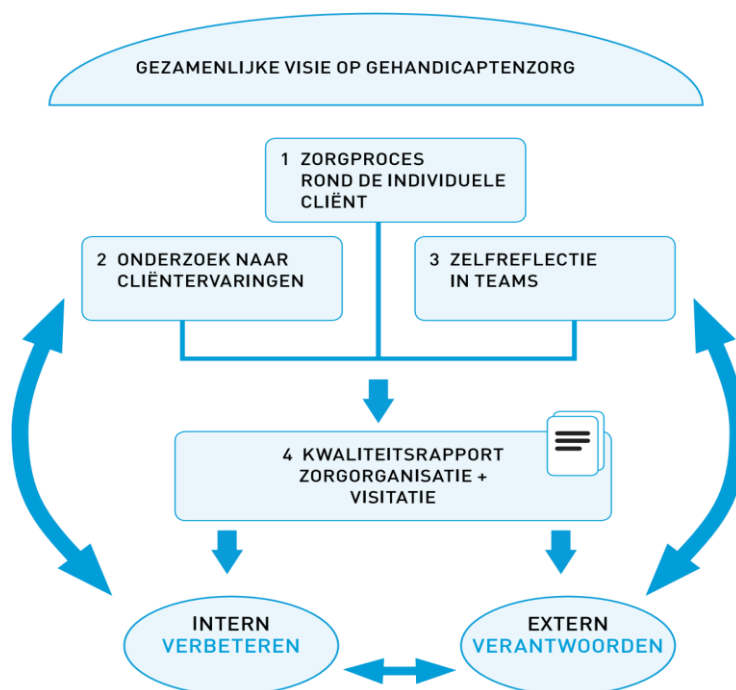 GEZAMENLIJKE VISIE OP GEHANDICAPTENZORG
1 ZORGPROCES
ROND DE INDIVIDUELE
CLIËNT
2 ONDERZOEK NAAR
CLIËNTERVARINGEN
3 ZELFREFLECTIE
IN TEAMS
4 KWALITEITSRAPPORT
ZORGORGANISATIE +
VISITATIE
INTERN
VERBETEREN
EXTERN
VERANTWOORDEN